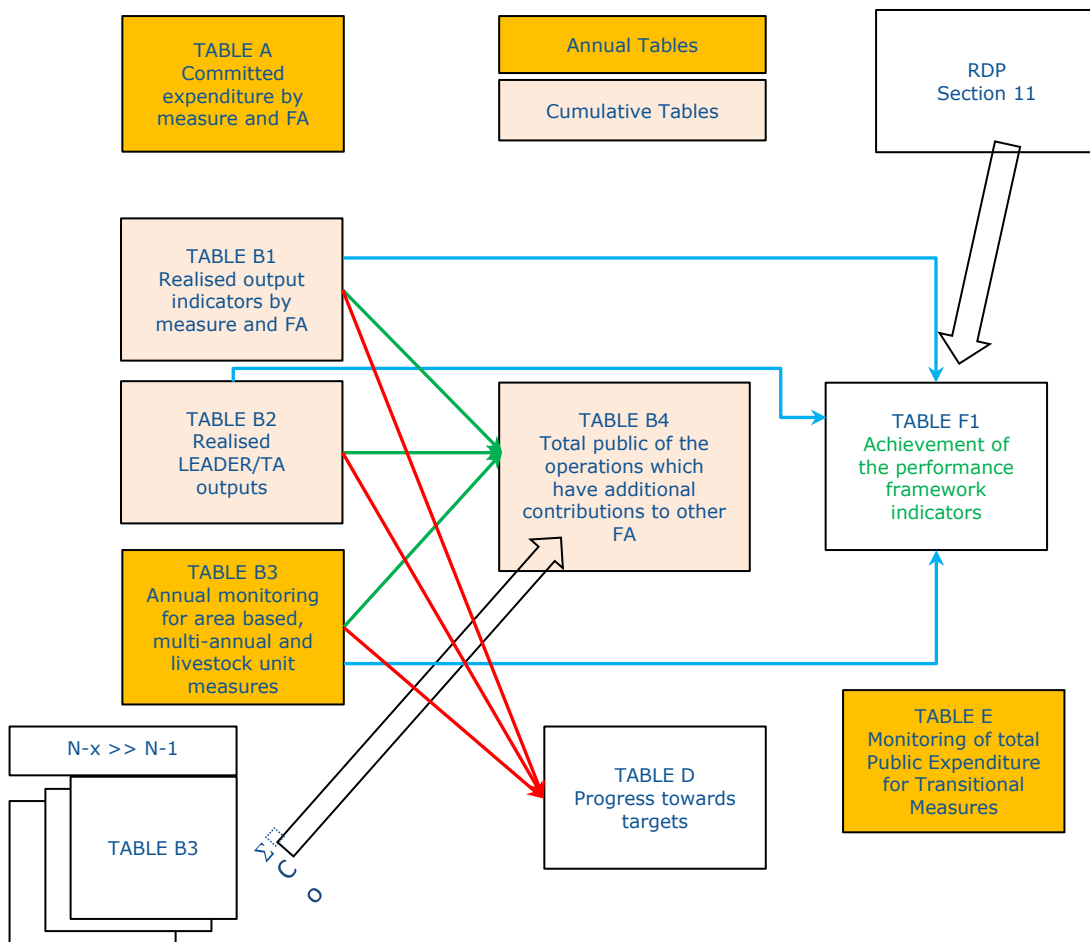 TABLE A
Committed
expenditure by
measure and FA
Annual Tables
Cumulative Tables
RDP
Section 11
TABLE B1
Realised output
indicators by
measure and FA
TABLE B2
Realised
LEADER/TA
outputs
TABLE B3
Annual monitoring
for area based,
multi-annual and
livestock unit
measures
TABLE B4
Total public of the
operations which
have additional
contributions to other
FA
TABLE F1
Achievement of
the performance
framework
indicators
TABLE D
Progress towards
targets
TABLE E
Monitoring of total
Public Expenditure
for Transitional
Measures
N-x >> N-1
TABLE B3
Σ
C
o